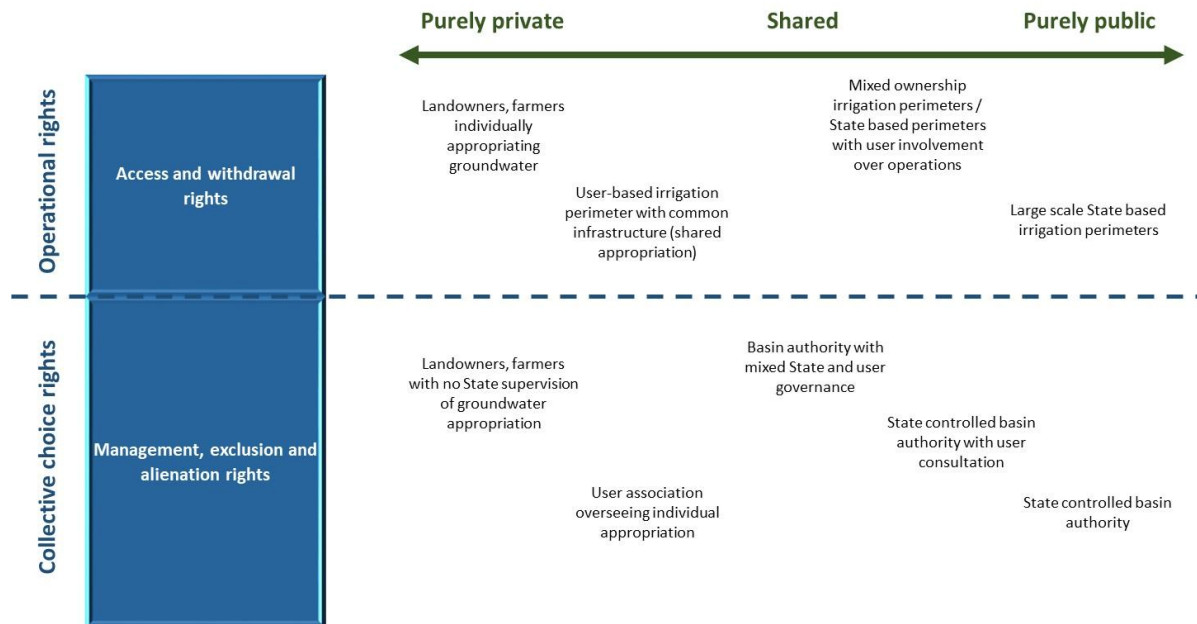 Purely private
Shared
Purely public
Operational rights
Access and withdrawal
rights
Landowners, farmers
individually
appropriating
groundwater
User-based irrigation
perimeter with common
infrastructure (shared
appropriation)
Mixed ownership
irrigation perimeters /
State based perimeters
with user involvement
over operations
Large scale State based
irrigation perimeters
Collective choice rights
Management, exclusion and
alienation rights
Landowners, farmers
with no State supervision
of groundwater
appropriation
User association
overseeing individual
appropriation
Basin authority with
mixed State and user
governance
State controlled basin
authority with user
consultation
State controlled basin
authority